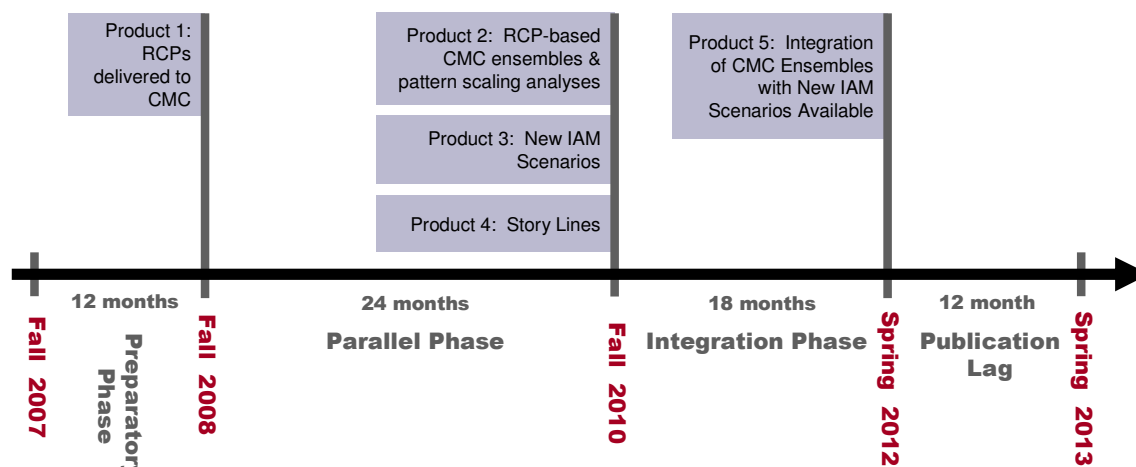 Product 1:
RCPs
delivered to
CMC
Product 2: RCP-based
CMC ensembles &
pattern scaling analyses
Product 3: New IAM
Scenarios
Product 4: Story Lines
Product 5: Integration
of CMC Ensembles
with New IAM
Scenarios Available
12 months
24 months
18 months
12 month
Fall 2007
Preparatory
Phase
Fall 2008
Parallel Phase
Fall 2010
Integration Phase
Spring 2012
Publication
Lag
Spring 2013